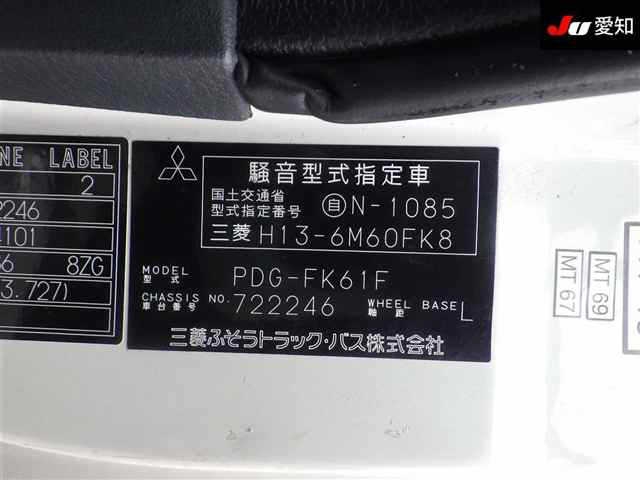 JU 愛知
NE LABEL
2
2246
4101
6 8ZG
3.727)
騒音型式指定車
国土交通省
型式指定番号 自 N-1085
三菱 H13-6M60FK8
MODEL
型式 PDG-FK61F
CHASSIS NO.
車台番号 722246
WHEEL BASE
軸距 L
三菱ふそうトラック・バス株式会社
MT 67
MT 69